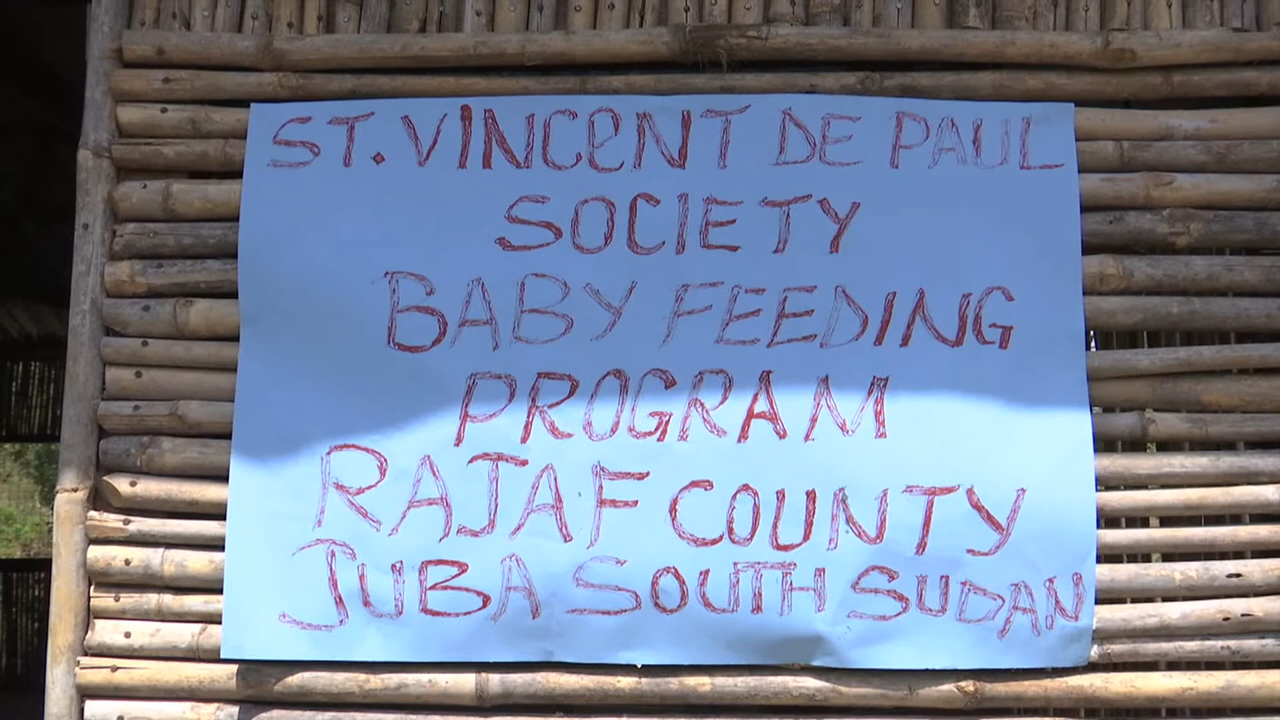 ST. VINCENT DE PAUL
SOCIETY
BABY FEEDING
PROGRAM
RAJAF COUNTY
JUBA SOUTH SUDAN